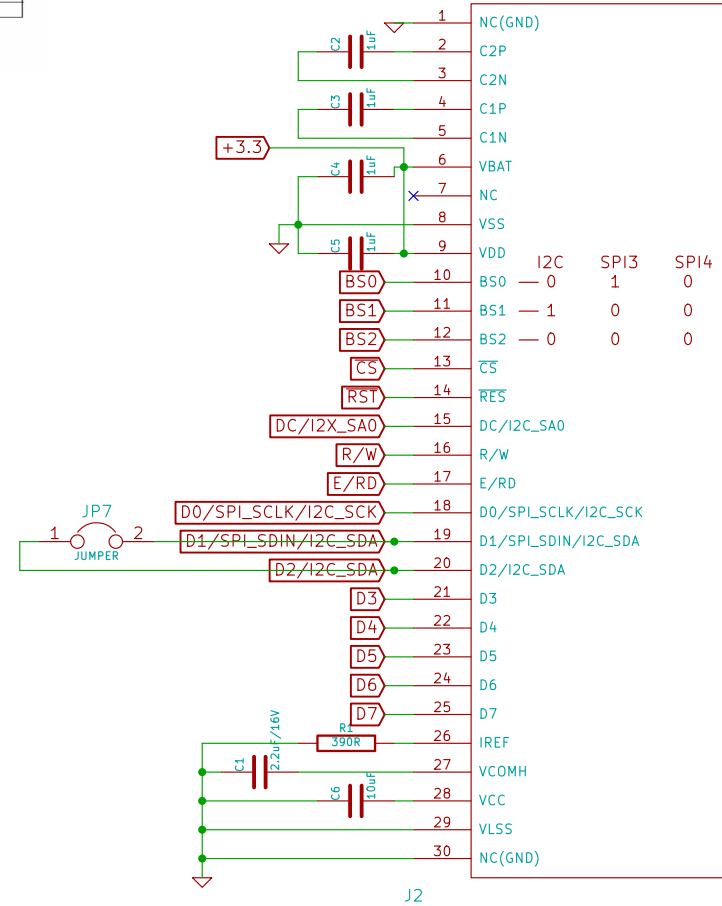 1 NC(GND)
C2 1uF 2 C2P
3 C2N
C3 1uF 4 C1P
5 C1N
+3.3
C4 1uF 6 VBAT
7 NC
8 VSS
C5 1uF 9 VDD
I2C SPI3 SPI4
BS0 10 BS0 — 0 1 0
BS1 11 BS1 — 1 0 0
BS2 12 BS2 — 0 0 0
CS 13 CS
RST 14 RES
DC/I2X_SA0 15 DC/I2C_SA0
R/W 16 R/W
E/RD 17 E/RD
D0/SPI_SCLK/I2C_SCK 18 D0/SPI_SCLK/I2C_SCK
JP7
1 2 D1/SPI_SDIN/I2C_SDA 19 D1/SPI_SDIN/I2C_SDA
JUMPER
D2/I2C_SDA 20 D2/I2C_SDA
D3 21 D3
D4 22 D4
D5 23 D5
D6 24 D6
D7 25 D7
R1
390R 26 IREF
C1 2.2uF/16V 27 VCOMH
C6 10uF 28 VCC
29 VLSS
30 NC(GND)
J2